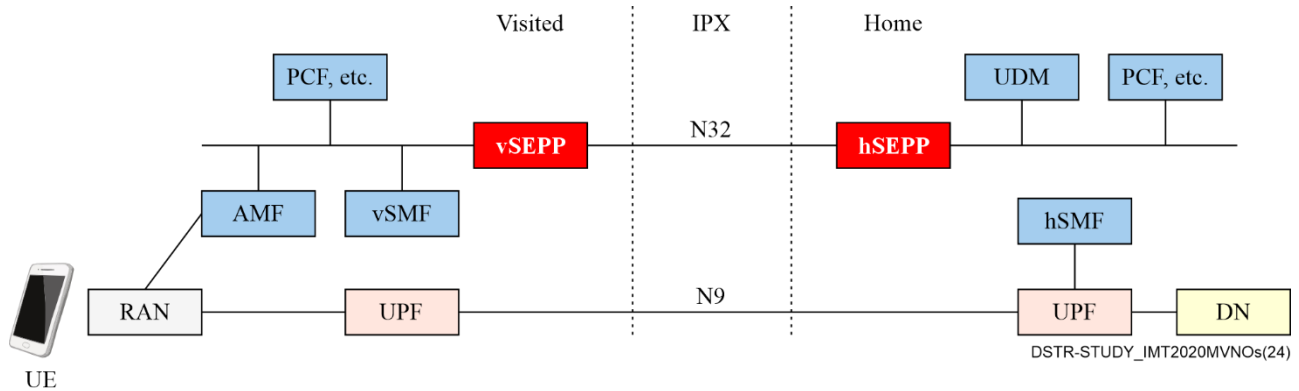 Visited
IPX
Home
PCF, etc.
UDM
PCF, etc.
vSEPP
N32
hSEPP
AMF
vSMF
hSMF
RAN
UPF
N9
UPF
DN
DSTR-STUDY_IMT2020MVNOs(24)
UE